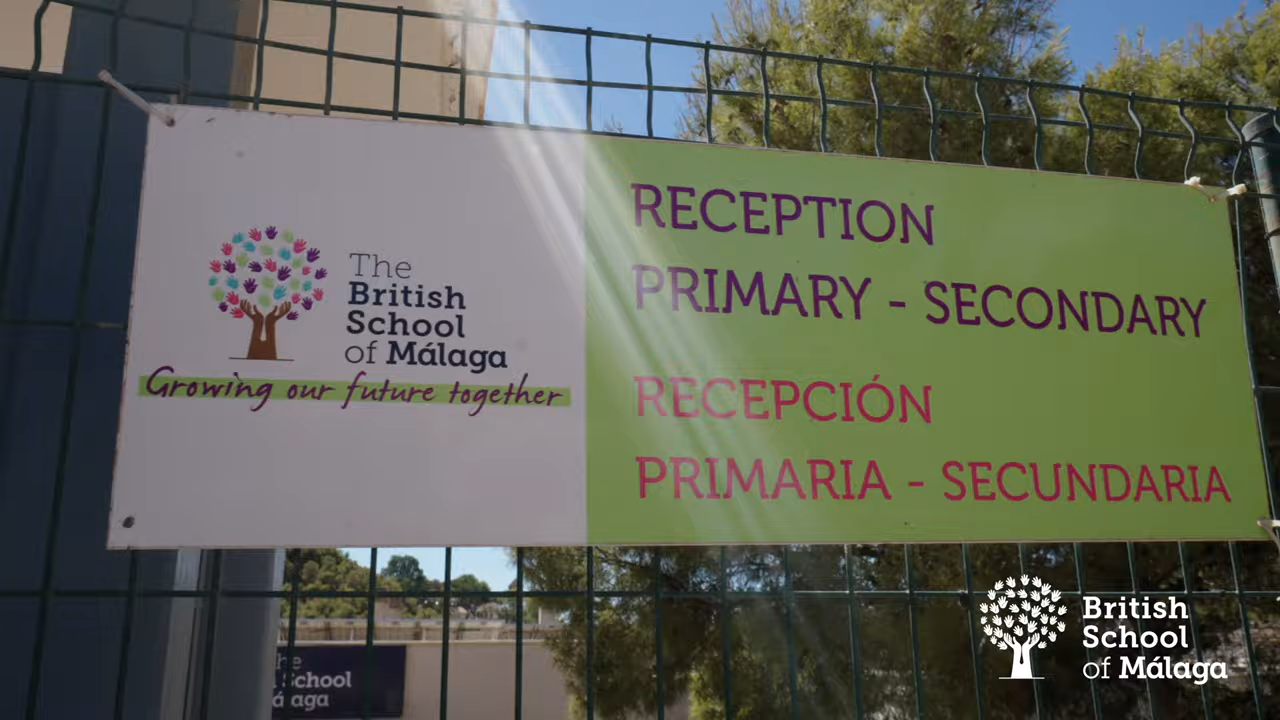 The
British
School
of Málaga
Growing our future together
RECEPTION
PRIMARY - SECONDARY
RECEPCIÓN
PRIMARIA - SECUNDARIA
School
British
School
of Málaga